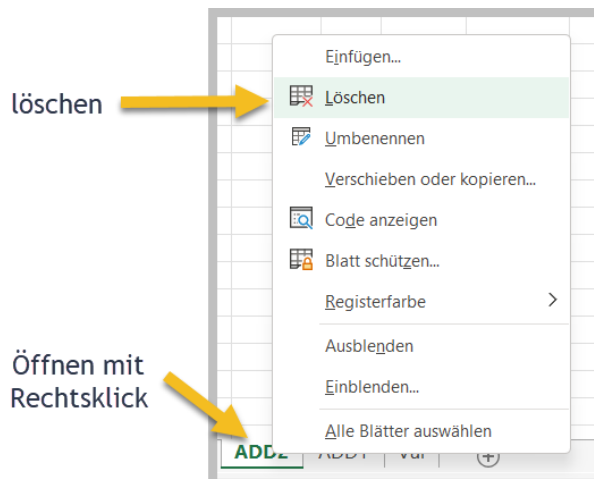 Einfügen...
löschen
Löschen
Umbenennen
Verschieben oder kopieren...
Code anzeigen
Blatt schützen...
Registerfarbe
Ausblenden
Öffnen mit
Rechtsklick
Einblenden...
Alle Blätter auswählen
ADD2 ADD1 Var